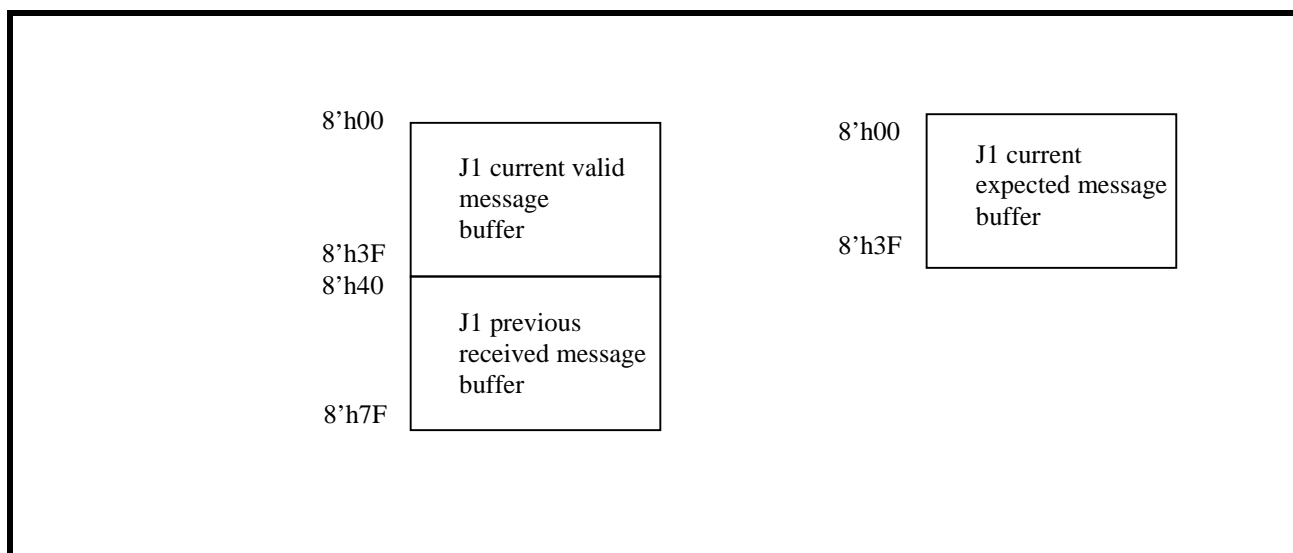 8’h00
J1 current valid
message
buffer
8’h3F
8’h40
J1 previous
received message
buffer
8’h7F
8’h00
J1 current
expected message
buffer
8’h3F